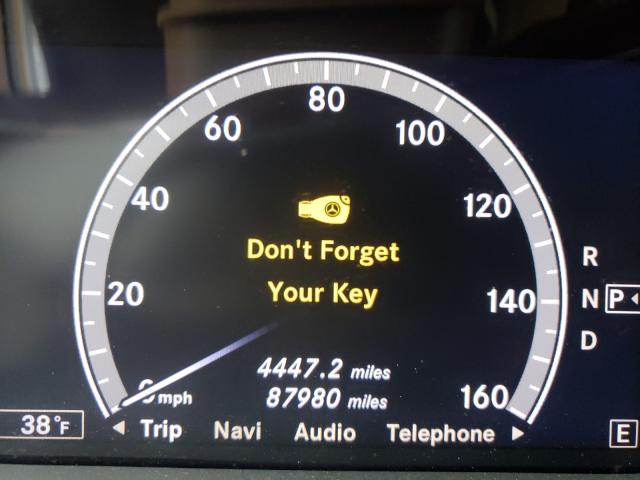 80
60 100
40 120
Don't Forget
Your Key
R
20 140 N P
D
4447.2 miles
0 mph 87980 miles 160
38°F Trip Navi Audio Telephone E